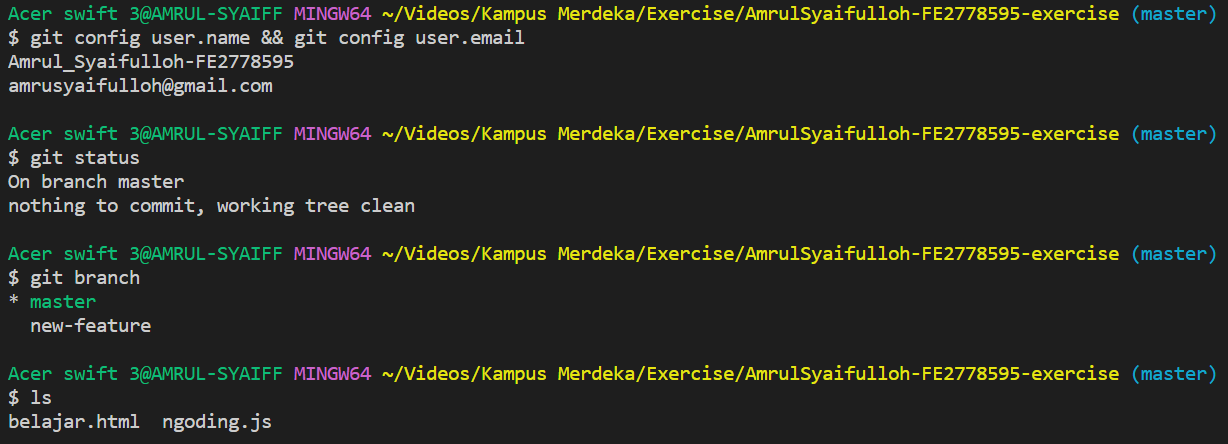 Acer swift 3@AMRUL-SYAIFF MINGW64 ~/Videos/Kampus Merdeka/Exercise/AmrulSyaifulloh-FE2778595-exercise (master)
$ git config user.name && git config user.email
Amrul_Syaifulloh-FE2778595
amrusyaifulloh@gmail.com

Acer swift 3@AMRUL-SYAIFF MINGW64 ~/Videos/Kampus Merdeka/Exercise/AmrulSyaifulloh-FE2778595-exercise (master)
$ git status
On branch master
nothing to commit, working tree clean

Acer swift 3@AMRUL-SYAIFF MINGW64 ~/Videos/Kampus Merdeka/Exercise/AmrulSyaifulloh-FE2778595-exercise (master)
$ git branch
* master
  new-feature

Acer swift 3@AMRUL-SYAIFF MINGW64 ~/Videos/Kampus Merdeka/Exercise/AmrulSyaifulloh-FE2778595-exercise (master)
$ ls
belajar.html  ngoding.js